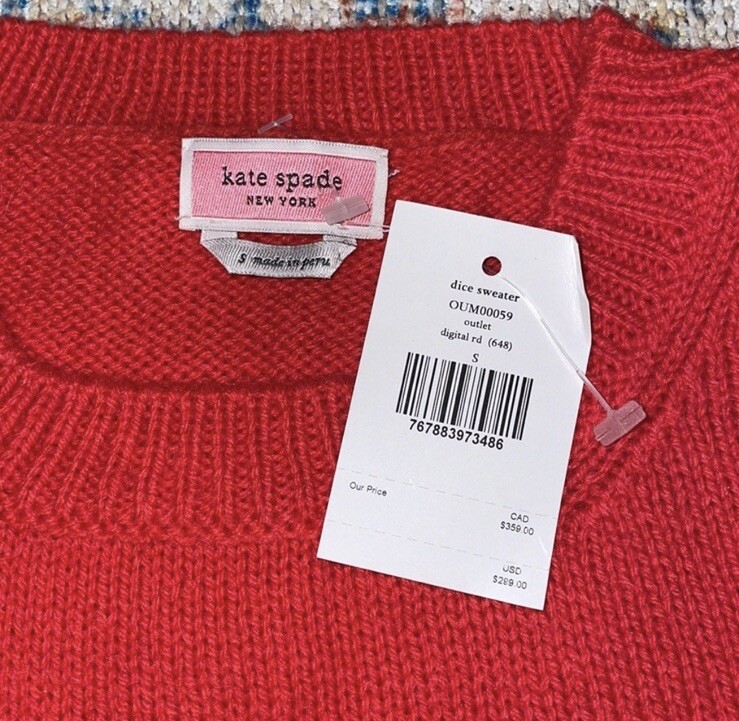 kate spade
NEW YORK
S made in peru
dice sweater
OUM00059
outlet
digital rd (648)
S
767883973486
Our Price
CAD
$359.00
USD
$289.00